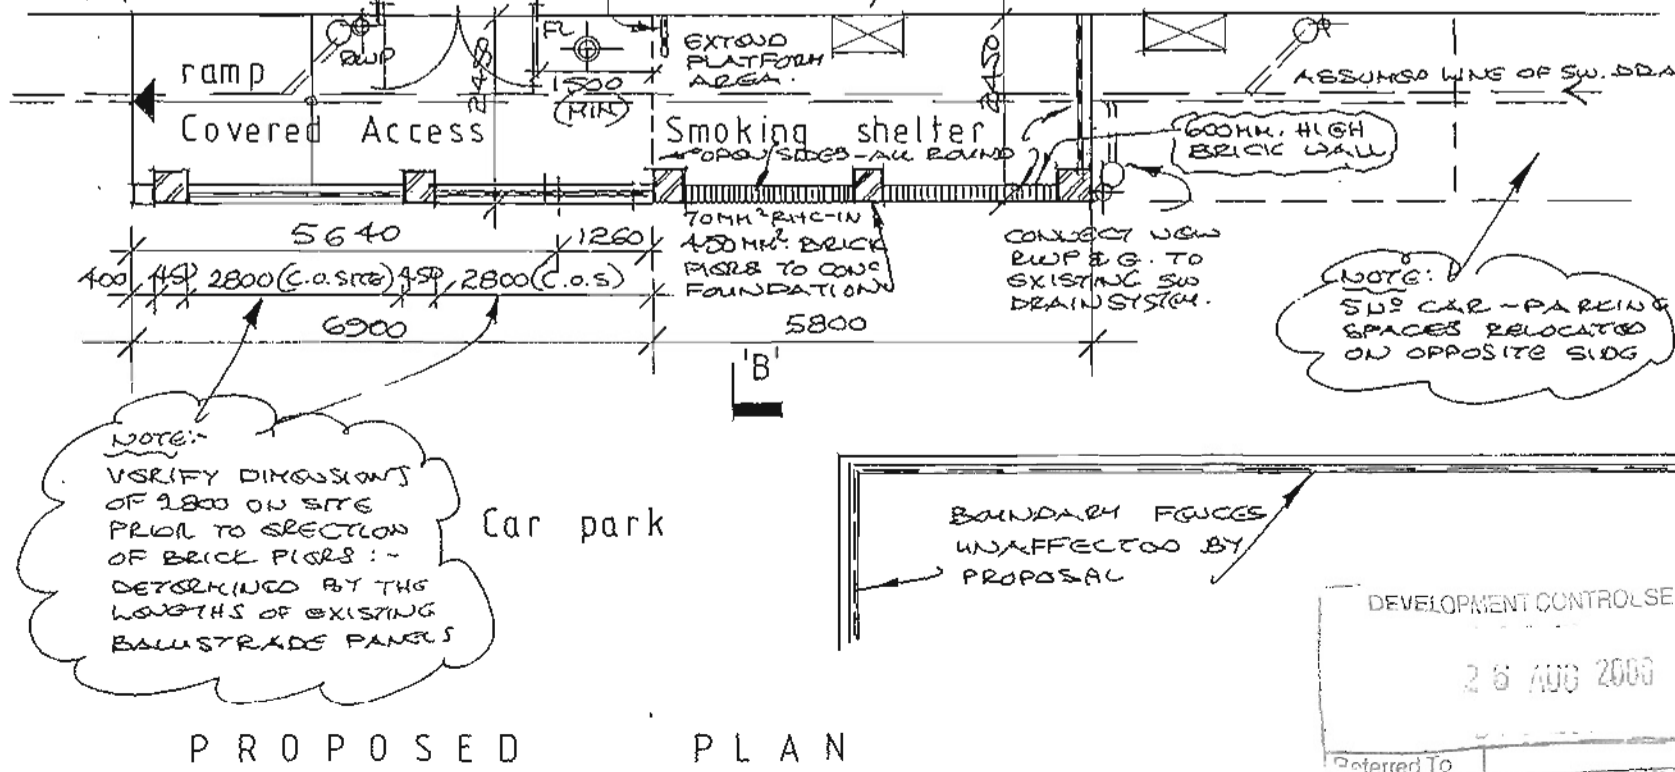 ramp
RWP
2450
FL
1500
(MIN)
EXTEND
PLATFORM
AREA.
2450
ASSUMED LINE OF SW. DRA
Covered Access
Smoking shelter
OPEN SIDES - ALL ROUND
600MM. HIGH
BRICK WALL
5640
1260
400
450
2800 (C.O.SITE)
450
2800 (C.O.S)
6900
5800
70MM² RHC-IN
450MM² BRICK
PIERS TO CONC
FOUNDATION
CONNECT NEW
RWP & G. TO
EXISTING SW
DRAIN SYSTEM.
NOTE:
5Nº CAR-PARKING
SPACES RELOCATED
ON OPPOSITE SIDE
'B'
NOTE:-
VERIFY DIMENSIONS
OF 2800 ON SITE
PRIOR TO ERECTION
OF BRICK PIERS :-
DETERMINED BY THE
LENGTHS OF EXISTING
BALUSTRADE PANELS
Car park
BOUNDARY FENCES
UNAFFECTED BY
PROPOSAL
DEVELOPMENT CONTROL SE
AUG
Referred To
PROPOSED PLAN